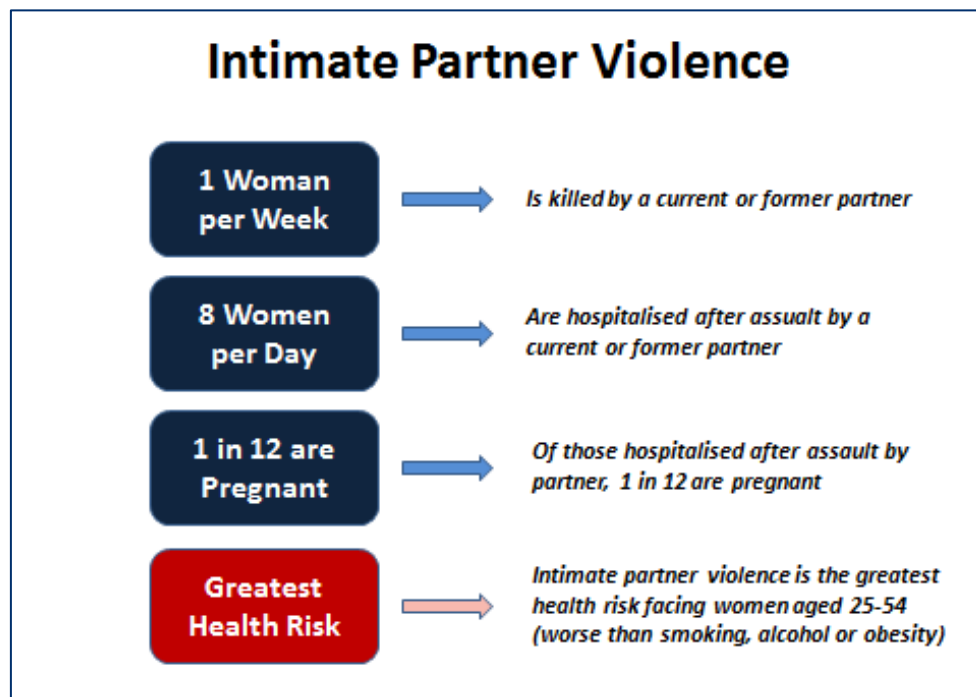 Intimate Partner Violence
1 Woman
per Week
Is killed by a current or former partner
8 Women
per Day
Are hospitalised after assualt by a
current or former partner
1 in 12 are
Pregnant
Of those hospitalised after assault by
partner, 1 in 12 are pregnant
Greatest
Health Risk
Intimate partner violence is the greatest
health risk facing women aged 25-54
(worse than smoking, alcohol or obesity)